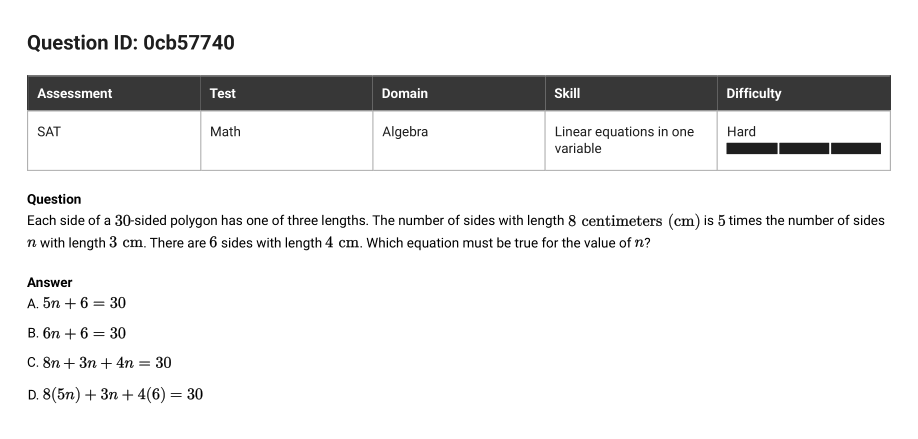 Question ID: 0cb57740
Assessment Test Domain Skill Difficulty
SAT Math Algebra Linear equations in one variable Hard
Question
Each side of a 30-sided polygon has one of three lengths. The number of sides with length 8 centimeters (cm) is 5 times the number of sides
n with length 3 cm. There are 6 sides with length 4 cm. Which equation must be true for the value of n?
Answer
A. 5n + 6 = 30
B. 6n + 6 = 30
C. 8n + 3n + 4n = 30
D. 8(5n) + 3n + 4(6) = 30